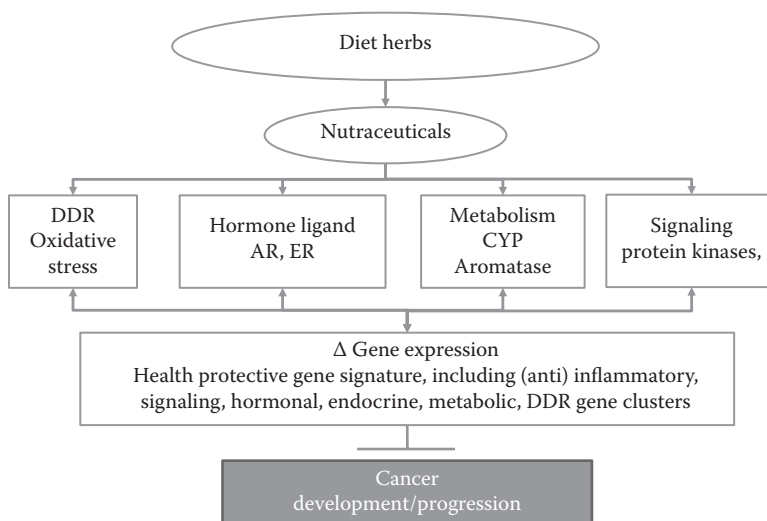 Diet herbs
Nutraceuticals
DDR
Oxidative
stress
Hormone ligand
AR, ER
Metabolism
CYP
Aromatase
Signaling
protein kinases,
Δ Gene expression
Health protective gene signature, including (anti) inflammatory,
signaling, hormonal, endocrine, metabolic, DDR gene clusters
Cancer
development/progression